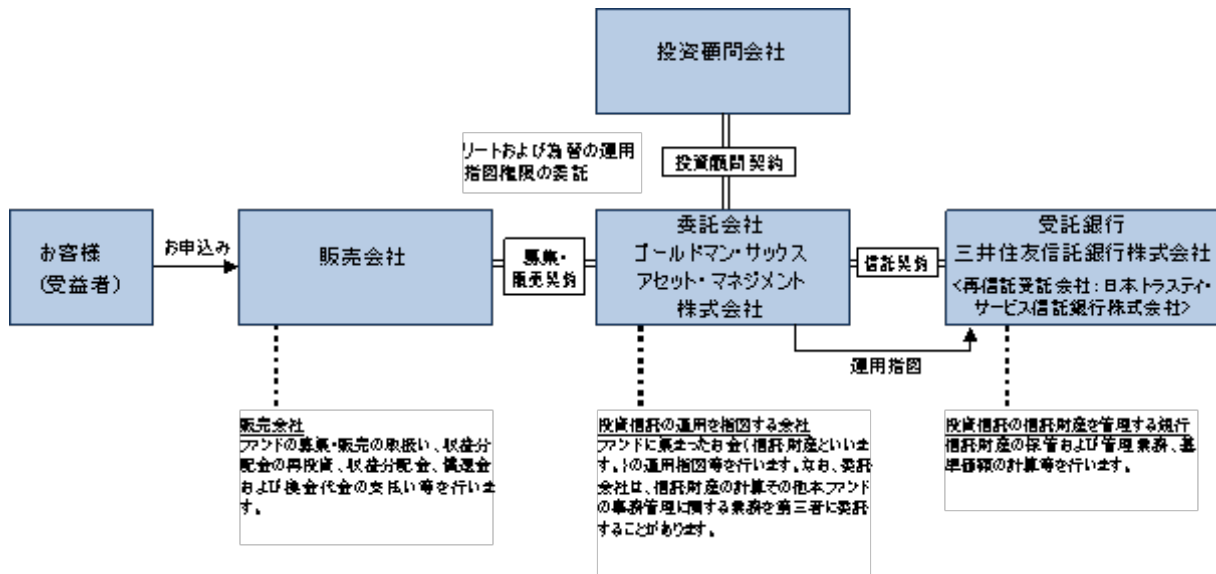 投資顧問会社
リートおよび為替の運用
指図権限の委託
投資顧問契約
お客様
(受益者)
お申込み
販売会社
募集・
販売契約
委託会社
ゴールドマン・サックス
アセット・マネジメント
株式会社
信託契約
受託銀行
三井住友信託銀行株式会社
<再信託受託会社:日本トラスティ・
サービス信託銀行株式会社>
運用指図
販売会社
ファンドの募集・販売の取扱い、収益分
配金の再投資、収益分配金、償還金
および換金代金の支払い等を行いま
す。
投資信託の運用を指図する会社
ファンドに集まったお金(信託財産といいま
す。)の運用指図等を行います。なお、委託
会社は、信託財産の計算その他本ファンド
の事務管理に関する業務を第三者に委託
することがあります。
投資信託の信託財産を管理する銀行
信託財産の保管および管理業務、基
準価額の計算等を行います。